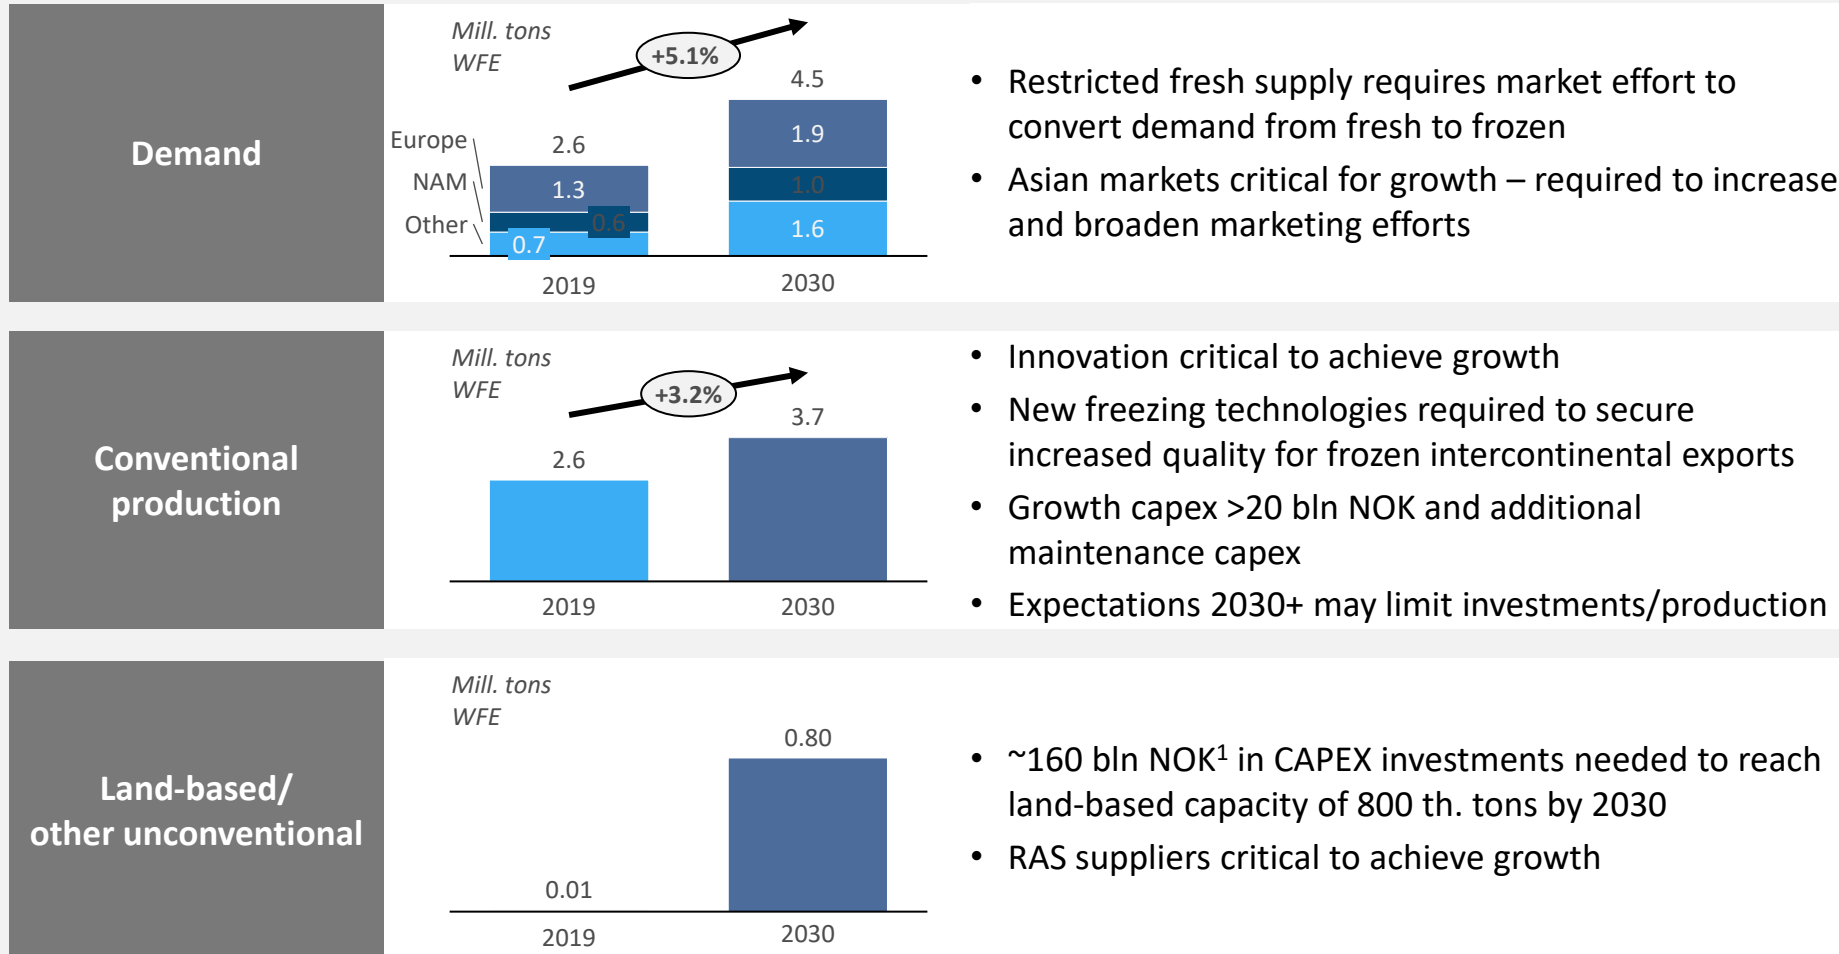 Demand
Mill. tons
WFE
+5.1%
4.5
2.6
Europe
NAM
Other
1.3
0.6
0.7
1.9
1.0
1.6
2019
2030
• Restricted fresh supply requires market effort to
convert demand from fresh to frozen
• Asian markets critical for growth – required to increase
and broaden marketing efforts
Conventional
production
Mill. tons
WFE
+3.2%
3.7
2.6
2019
2030
• Innovation critical to achieve growth
• New freezing technologies required to secure
increased quality for frozen intercontinental exports
• Growth capex >20 bln NOK and additional
maintenance capex
• Expectations 2030+ may limit investments/production
Land-based/
other unconventional
Mill. tons
WFE
0.80
0.01
2019
2030
• ~160 bln NOK¹ in CAPEX investments needed to reach
land-based capacity of 800 th. tons by 2030
• RAS suppliers critical to achieve growth